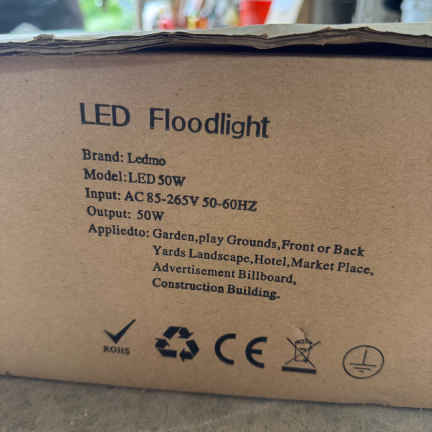 LED Floodlight
Brand: Ledmo
Model:LED 50W
Input: AC 85-265V 50-60HZ
Output: 50W
Appliedto: Garden,play Grounds,Front or Back
Yards Landscape,Hotel,Market Place,
Advertisement Billboard,
Construction Building.
ROHS CE